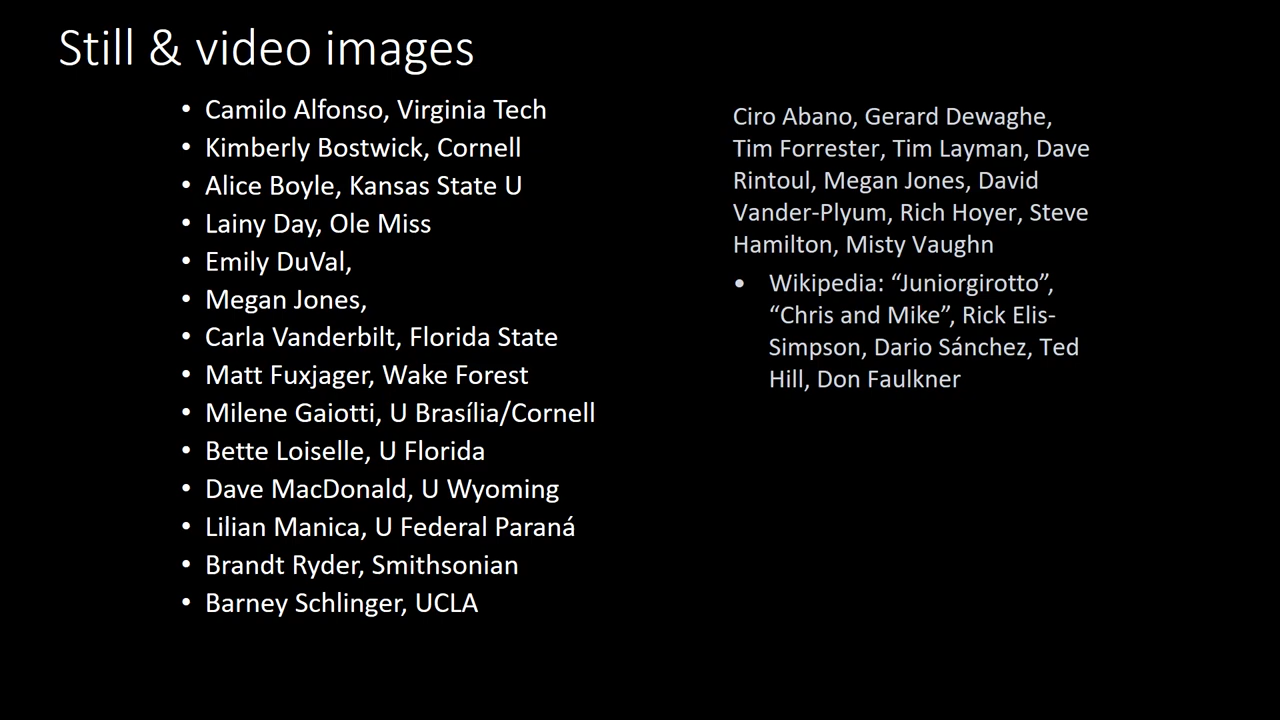 Still & video images
• Camilo Alfonso, Virginia Tech
• Kimberly Bostwick, Cornell
• Alice Boyle, Kansas State U
• Lainy Day, Ole Miss
• Emily DuVal,
• Megan Jones,
• Carla Vanderbilt, Florida State
• Matt Fuxjager, Wake Forest
• Milene Gaiotti, U Brasília/Cornell
• Bette Loiselle, U Florida
• Dave MacDonald, U Wyoming
• Lilian Manica, U Federal Paraná
• Brandt Ryder, Smithsonian
• Barney Schlinger, UCLA
Ciro Abano, Gerard Dewaghe,
Tim Forrester, Tim Layman, Dave
Rintoul, Megan Jones, David
Vander-Plyum, Rich Hoyer, Steve
Hamilton, Misty Vaughn
• Wikipedia: “Juniorgirotto”,
“Chris and Mike”, Rick Elis-
Simpson, Dario Sánchez, Ted
Hill, Don Faulkner